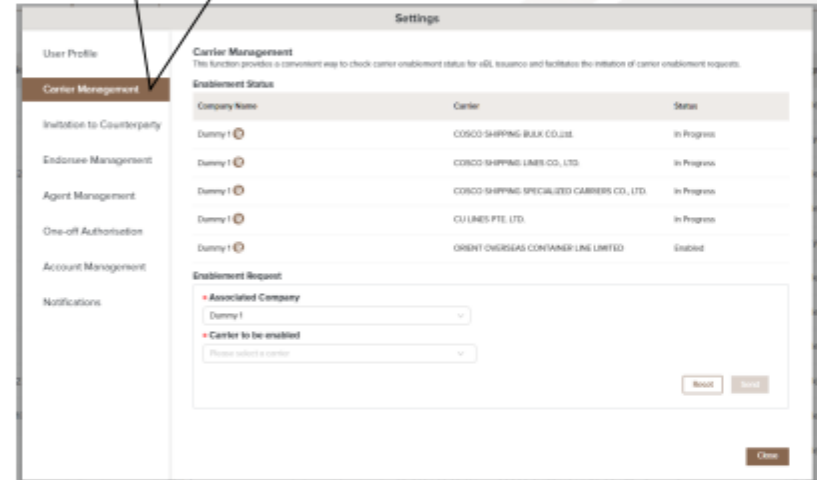 Settings
User Profile
Carrier Management
Invitation to Counterparty
Endorsee Management
Agent Management
One-off Authorisation
Account Management
Notifications
Carrier Management
This function provides a convenient way to check carrier enablement status for eBL issuance and facilitates the initiation of carrier enablement requests.
Enablement Status
Company Name Carrier Status
Dummy 1 COSCO SHIPPING BULK CO.,Ltd. In Progress
Dummy 1 COSCO SHIPPING LINES CO., LTD. In Progress
Dummy 1 COSCO SHIPPING SPECIALIZED CARRIERS CO., LTD. In Progress
Dummy 1 CU LINES PTE. LTD. In Progress
Dummy 1 ORIENT OVERSEAS CONTAINER LINE LIMITED Enabled
Enablement Request
* Associated Company
Dummy 1
* Carrier to be enabled
Please select a carrier
Reset Send
Close